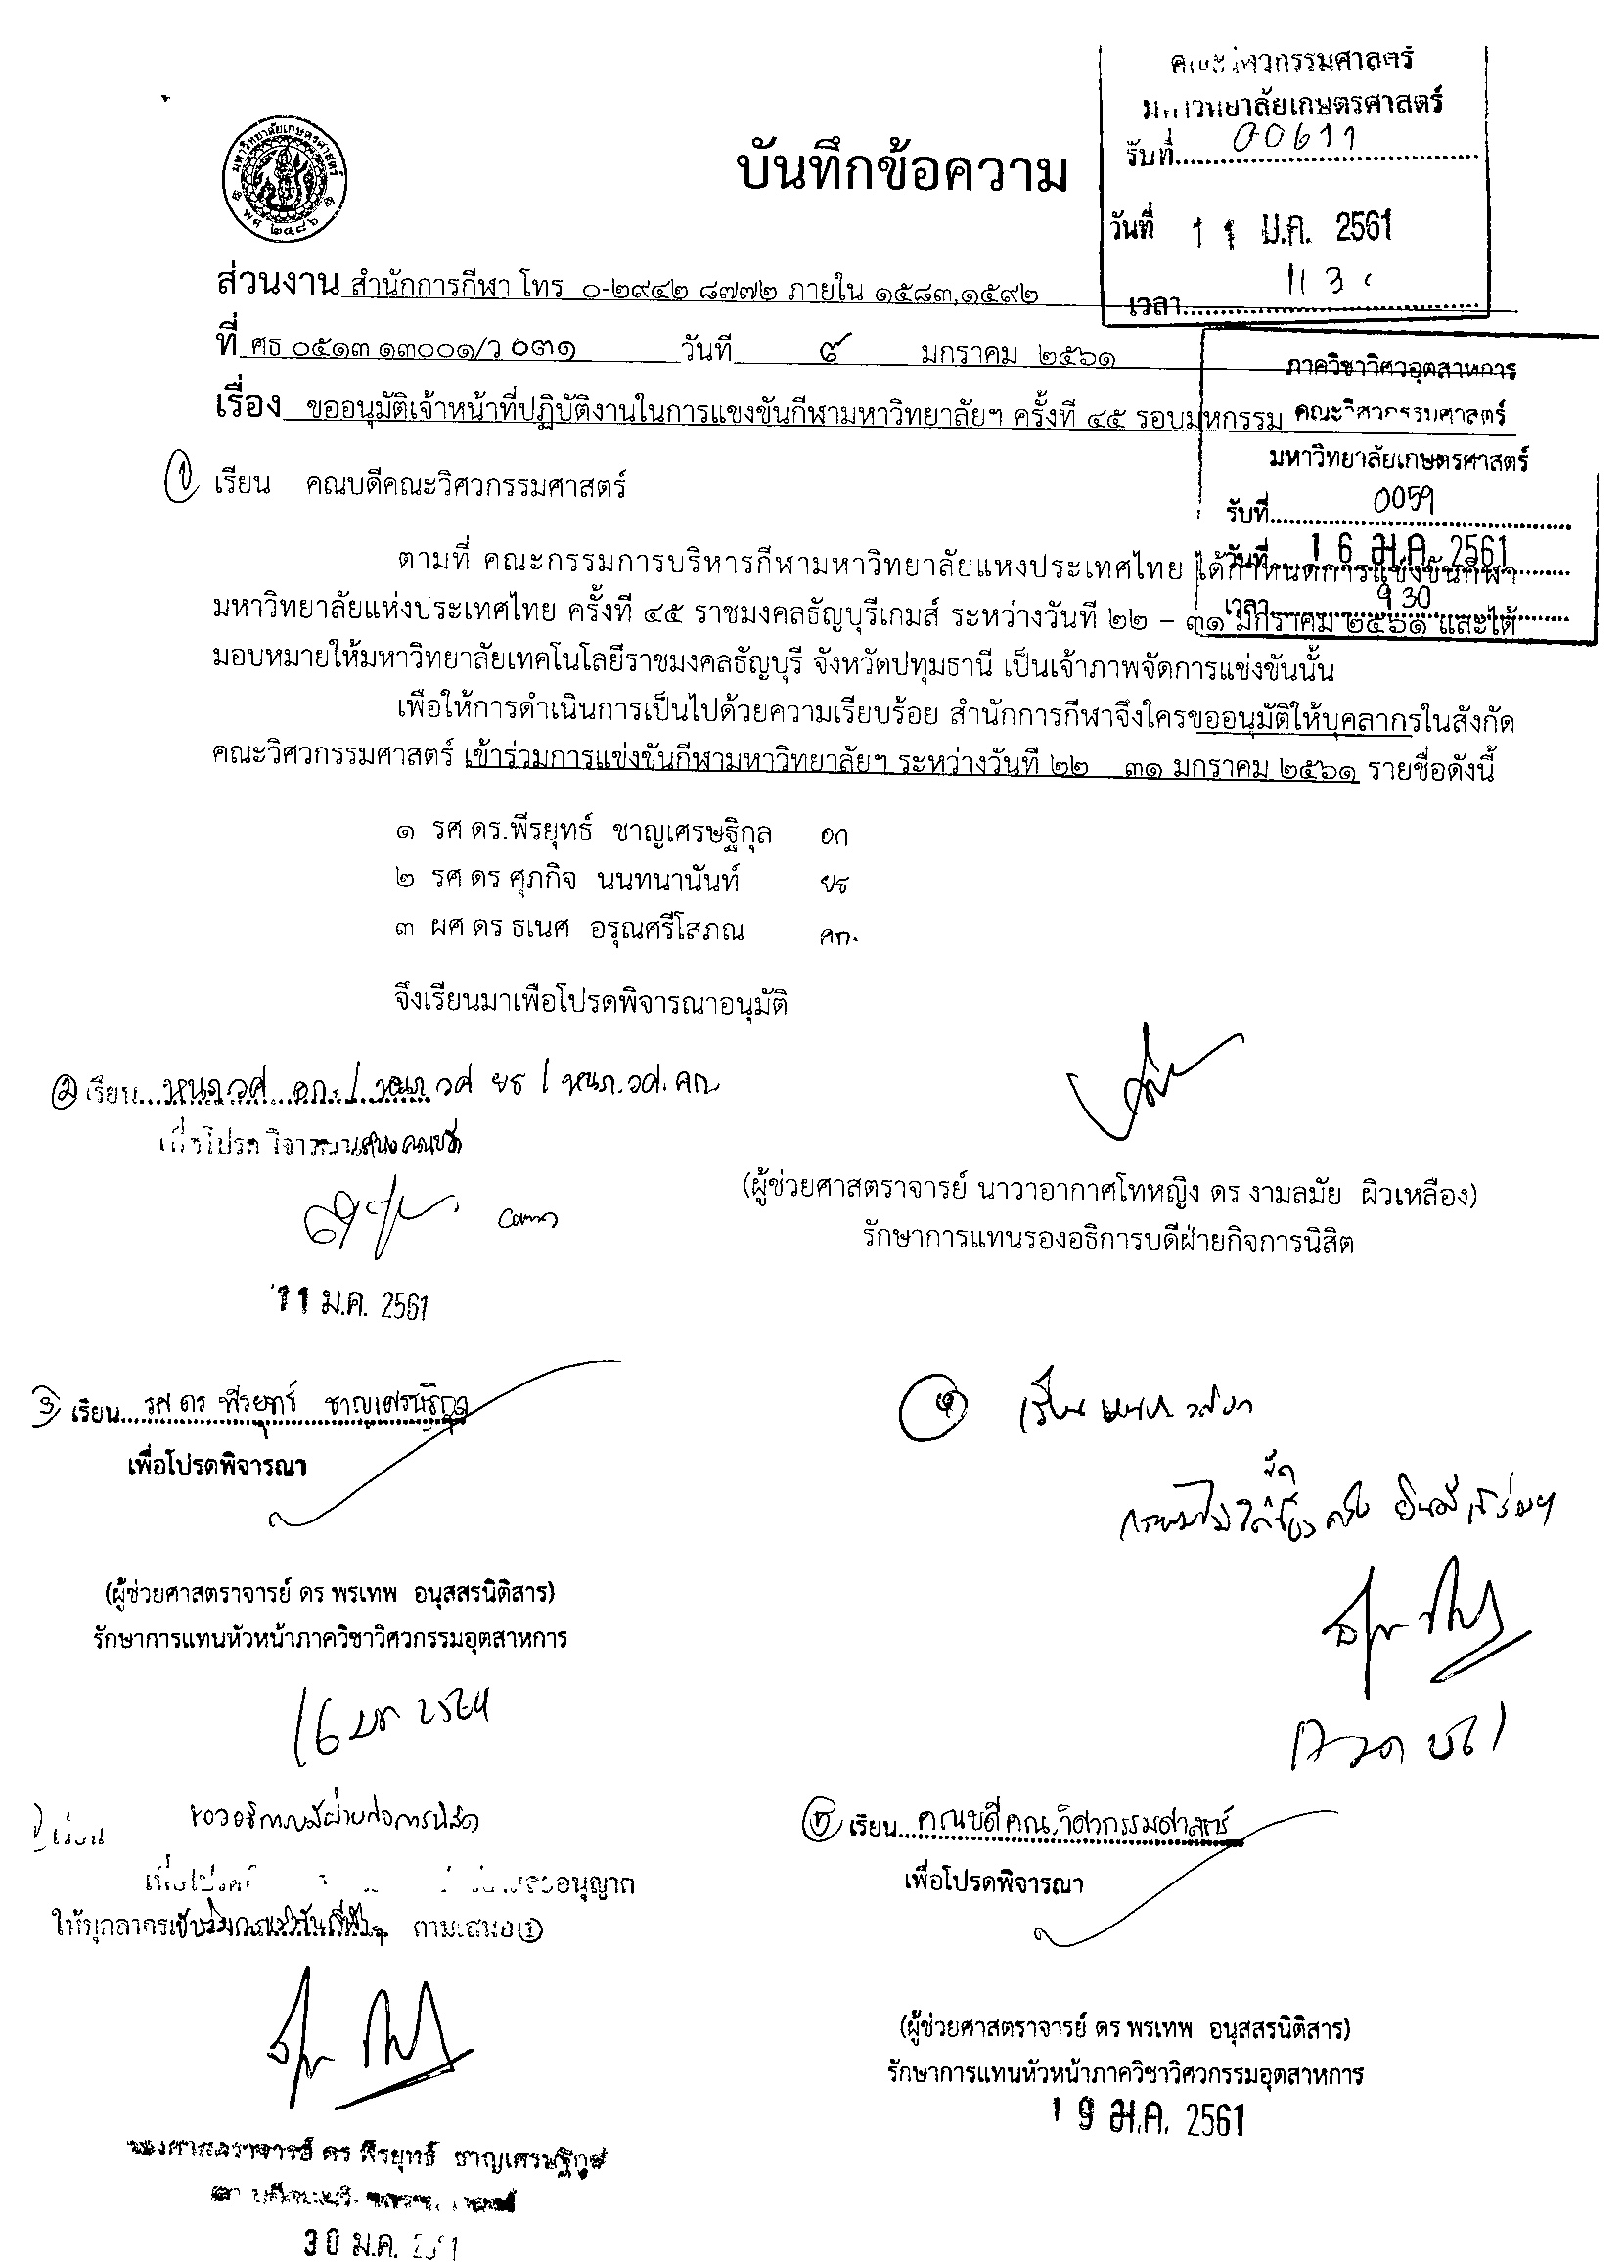 คณะวิศวกรรมศาสตร์
มหาวิทยาลัยเกษตรศาสตร์
รับที่ 00611
วันที่ 11 ม.ค. 2561
เวลา 113
มหาวิทยาลัยเกษตรศาสตร์
พศ ๒๔๘๖
บันทึกข้อความ
ส่วนงาน สำนักการกีฬา โทร ๐-๒๙๔๒ ๘๗๗๒ ภายใน ๑๕๘๓,๑๕๙๒
ที่ ศธ ๐๕๑๓ ๑๓๐๐๑/ว ๐๓๑ วันที่ ๙ มกราคม ๒๕๖๑
เรื่อง ขออนุมัติเจ้าหน้าที่ปฏิบัติงานในการแข่งขันกีฬามหาวิทยาลัยฯ ครั้งที่ ๔๕ รอบมหกรรม
ภาควิชาวิศวอุตสาหการ
คณะวิศวกรรมศาสตร์
มหาวิทยาลัยเกษตรศาสตร์
รับที่ 0059
วันที่ 16 ม.ค. 2561
เวลา 9 30
๑ เรียน คณบดีคณะวิศวกรรมศาสตร์
ตามที่ คณะกรรมการบริหารกีฬามหาวิทยาลัยแห่งประเทศไทย ได้กำหนดการแข่งขันกีฬา
มหาวิทยาลัยแห่งประเทศไทย ครั้งที่ ๔๕ ราชมงคลธัญบุรีเกมส์ ระหว่างวันที่ ๒๒ – ๓๑ มกราคม ๒๕๖๑ และได้
มอบหมายให้มหาวิทยาลัยเทคโนโลยีราชมงคลธัญบุรี จังหวัดปทุมธานี เป็นเจ้าภาพจัดการแข่งขันนั้น
เพื่อให้การดำเนินการเป็นไปด้วยความเรียบร้อย สำนักการกีฬาจึงใคร่ขออนุมัติให้บุคลากรในสังกัด
คณะวิศวกรรมศาสตร์ เข้าร่วมการแข่งขันกีฬามหาวิทยาลัยฯ ระหว่างวันที่ ๒๒ ๓๑ มกราคม ๒๕๖๑ รายชื่อดังนี้
๑ รศ ดร.พีรยุทธ์ ชาญเศรษฐิกุล อก
๒ รศ ดร ศุภกิจ นนทนานันท์ ยธ
๓ ผศ ดร ธเนศ อรุณศรีโสภณ คก.
จึงเรียนมาเพื่อโปรดพิจารณาอนุมัติ
๒ เรียน หนภ วศ อก. / หนภ วศ ยธ / หนภ.วศ.คก
เพื่อโปรดพิจารณาเสนอคณบดี
11 ม.ค. 2561
(ผู้ช่วยศาสตราจารย์ นาวาอากาศโทหญิง ดร งามลมัย ผิวเหลือง)
รักษาการแทนรองอธิการบดีฝ่ายกิจการนิสิต
3 เรียน รศ ดร พีรยุทธ์ ชาญเศรษฐิกุล
เพื่อโปรดพิจารณา
(ผู้ช่วยศาสตราจารย์ ดร พรเทพ อนุสสรนิติสาร)
รักษาการแทนหัวหน้าภาควิชาวิศวกรรมอุตสาหการ
16 มค 2561
๔ เรียน
เรียน รองอธิการบดีฝ่ายกิจการนิสิต
อนุญาต
ให้บุคลากรเข้าร่วม ตามเสนอ ①
รองศาสตราจารย์ ดร พีรยุทธ์ ชาญเศรษฐิกุล
30 ม.ค. 2561
๕ เรียน คณบดีคณะวิศวกรรมศาสตร์
เพื่อโปรดพิจารณา
(ผู้ช่วยศาสตราจารย์ ดร พรเทพ อนุสสรนิติสาร)
รักษาการแทนหัวหน้าภาควิชาวิศวกรรมอุตสาหการ
19 ม.ค. 2561